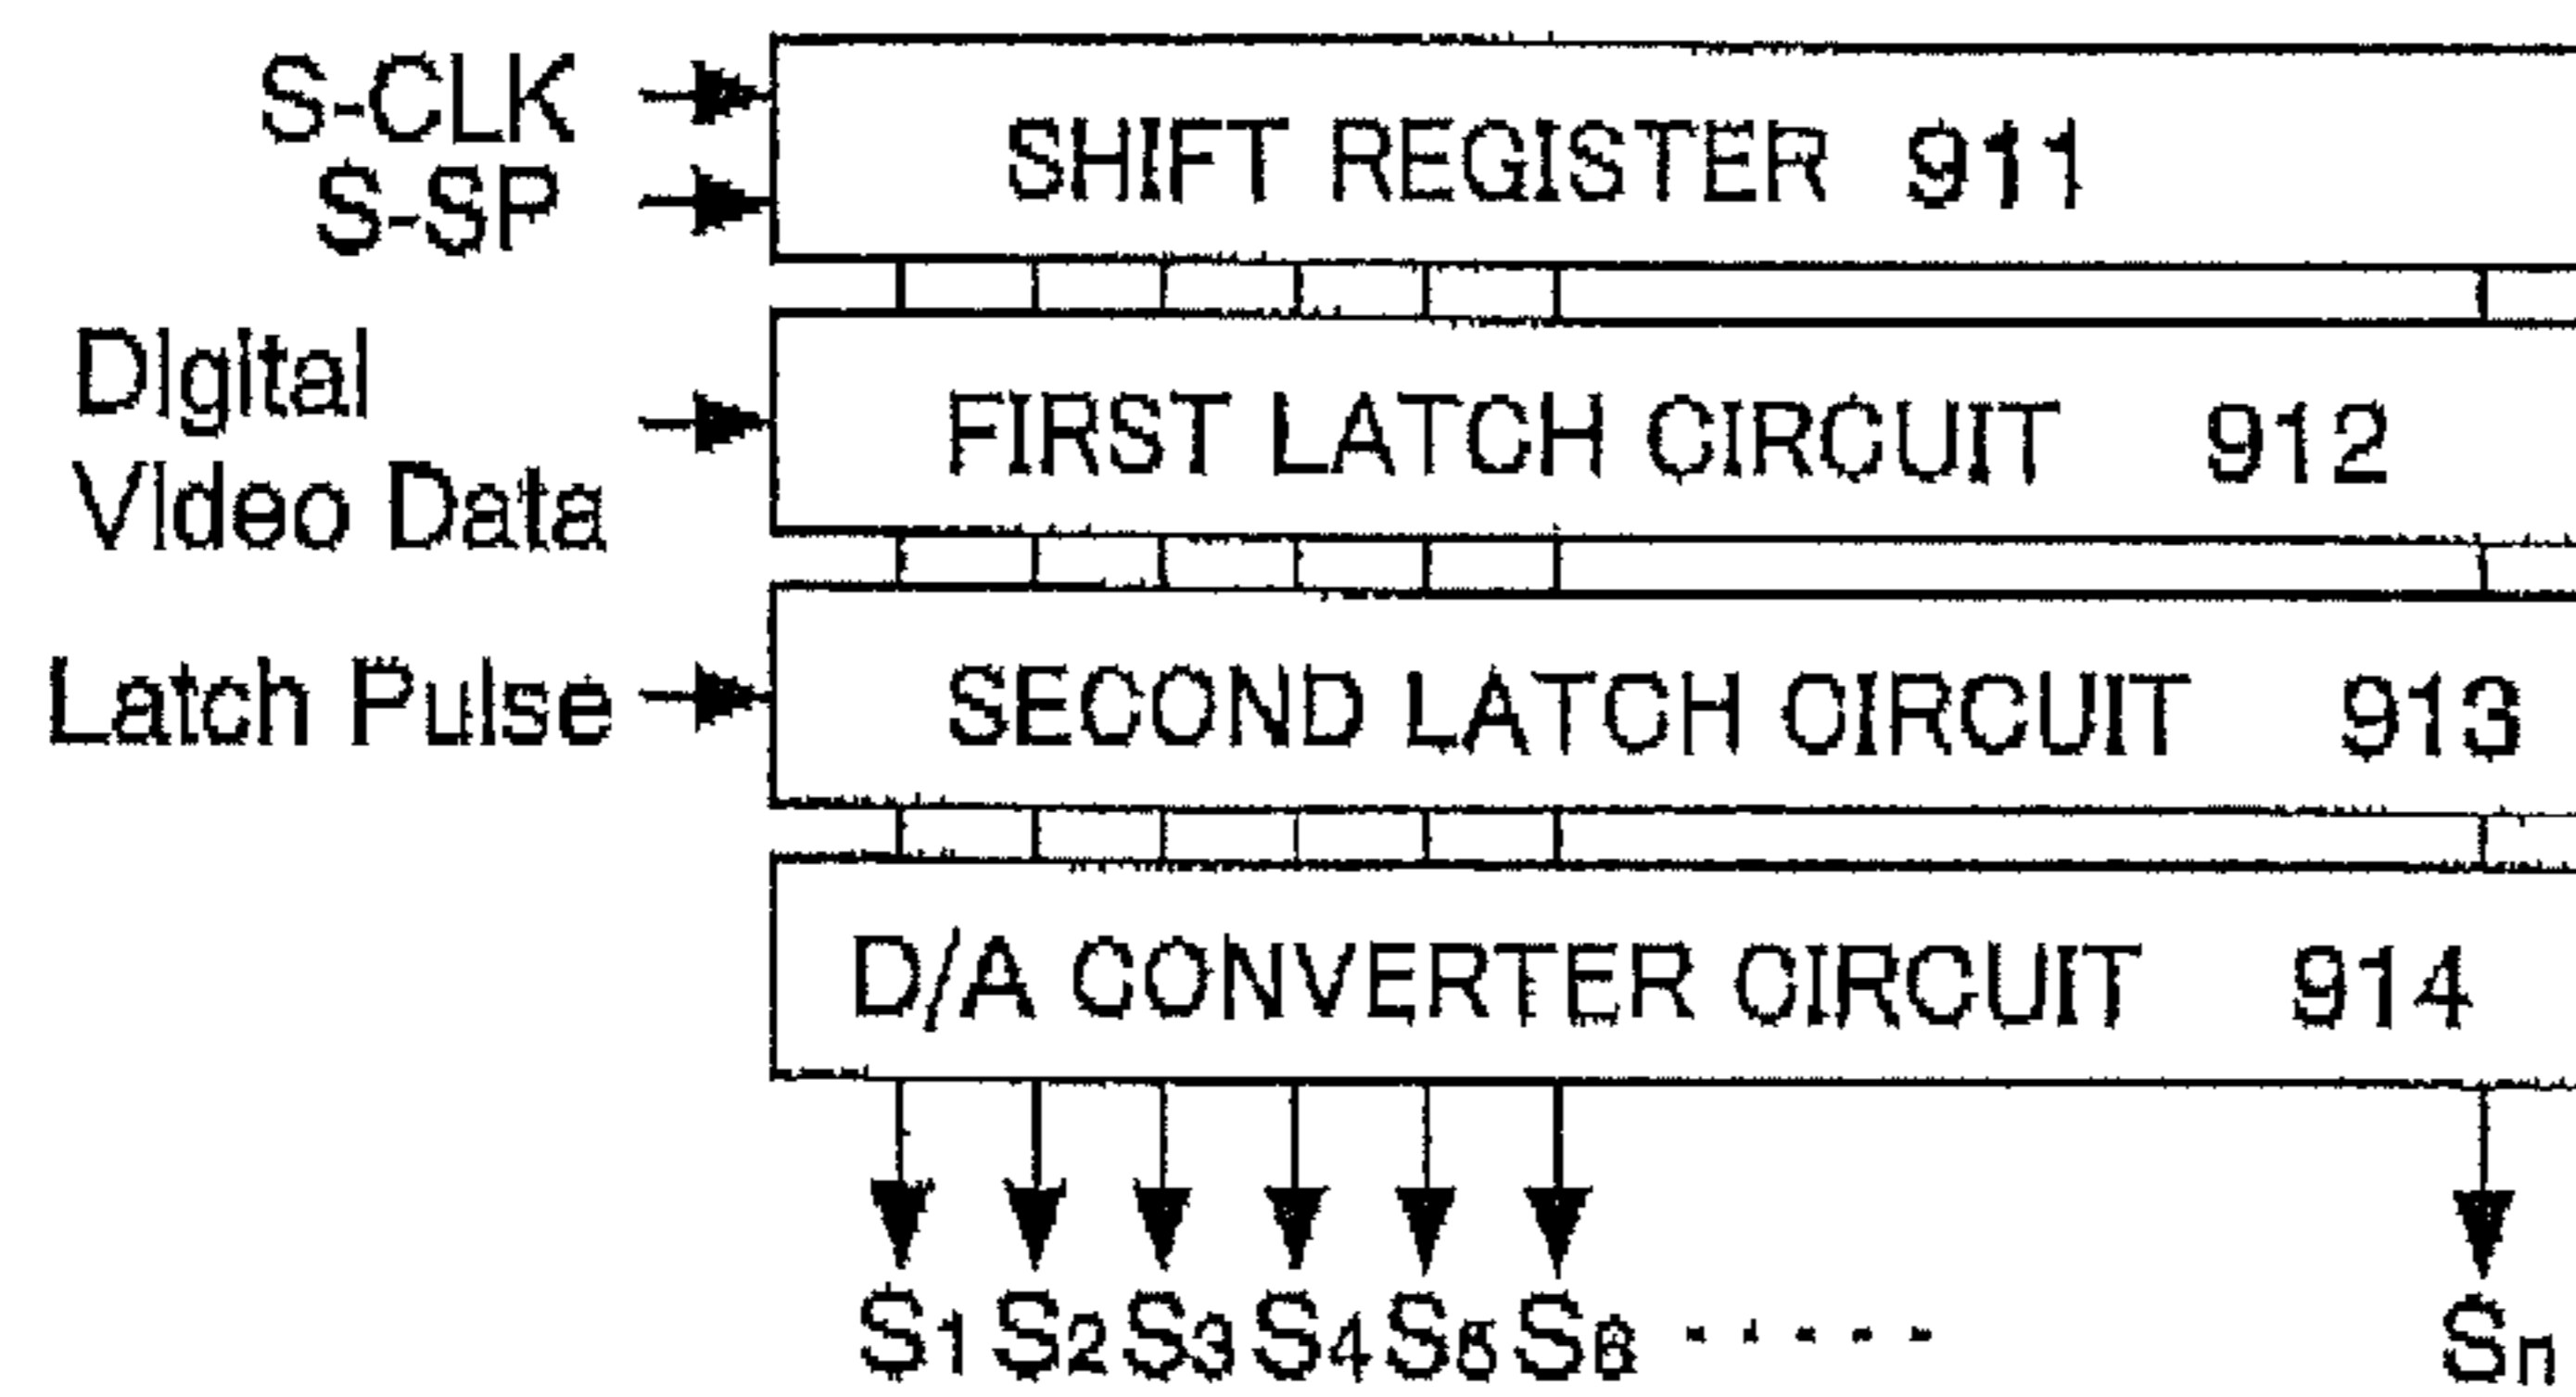 S-CLK
S-SP
SHIFT REGISTER 911
Digital
Video Data
FIRST LATCH CIRCUIT 912
Latch Pulse
SECOND LATCH CIRCUIT 913
D/A CONVERTER CIRCUIT 914
S1 S2 S3 S4 S5 S6 ····· Sn